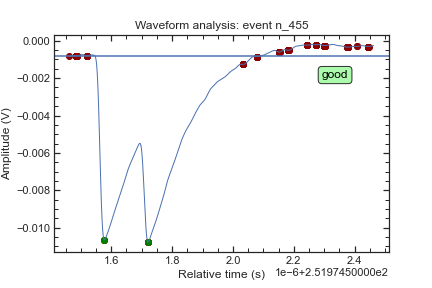 Waveform analysis: event n_455
Amplitude (V)
0.000
−0.002
−0.004
−0.006
−0.008
−0.010
good
1.6
1.8
2.0
2.2
2.4
Relative time (s)
1e−6+2.5197450000e2